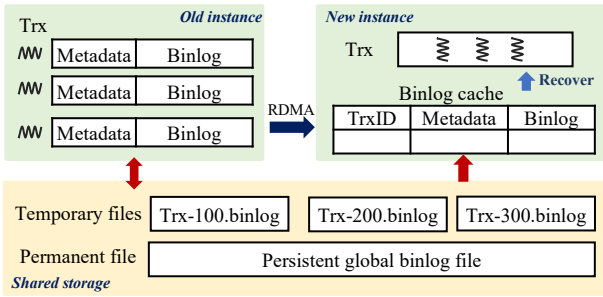 Old instance
Trx
Metadata Binlog
Metadata Binlog
Metadata Binlog
RDMA
New instance
Trx
Recover
Binlog cache
TrxID Metadata Binlog
Temporary files Trx-100.binlog Trx-200.binlog Trx-300.binlog
Permanent file Persistent global binlog file
Shared storage